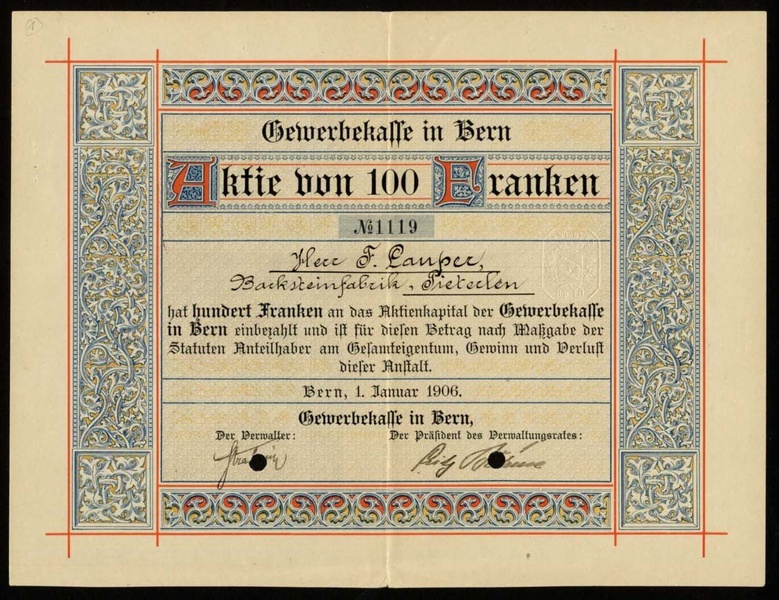 Gewerbekasse in Bern
Aktie von 100 Franken
№1119
Herr F. Lauper,
Backsteinfabrik, Pieterlen
hat hundert Franken an das Aktienkapital der Gewerbekasse
in Bern einbezahlt und ist für diesen Betrag nach Maßgabe der
Statuten Anteilhaber am Gesamteigentum, Gewinn und Verlust
dieser Anstalt.
Bern, 1. Januar 1906.
Gewerbekasse in Bern,
Der Verwalter: Der Präsident des Verwaltungsrates: